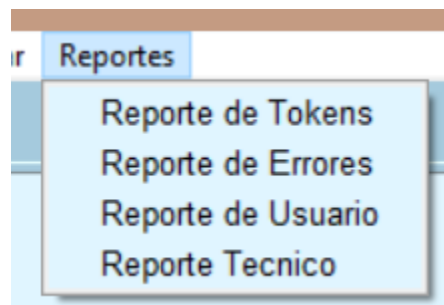 r Reportes
Reporte de Tokens
Reporte de Errores
Reporte de Usuario
Reporte Tecnico